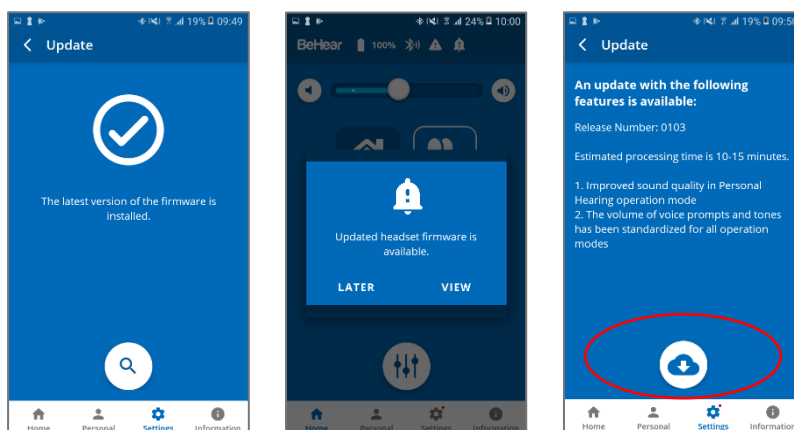 19% 09:49
Update
The latest version of the firmware is
installed.
Home Personal Settings Information
24% 10:00
BeHear 100%
Updated headset firmware is
available.
LATER VIEW
Home Personal Settings Information
19% 09:50
Update
An update with the following
features is available:
Release Number: 0103
Estimated processing time is 10-15 minutes.
1. Improved sound quality in Personal
Hearing operation mode
2. The volume of voice prompts and tones
has been standardized for all operation
modes
Home Personal Settings Information